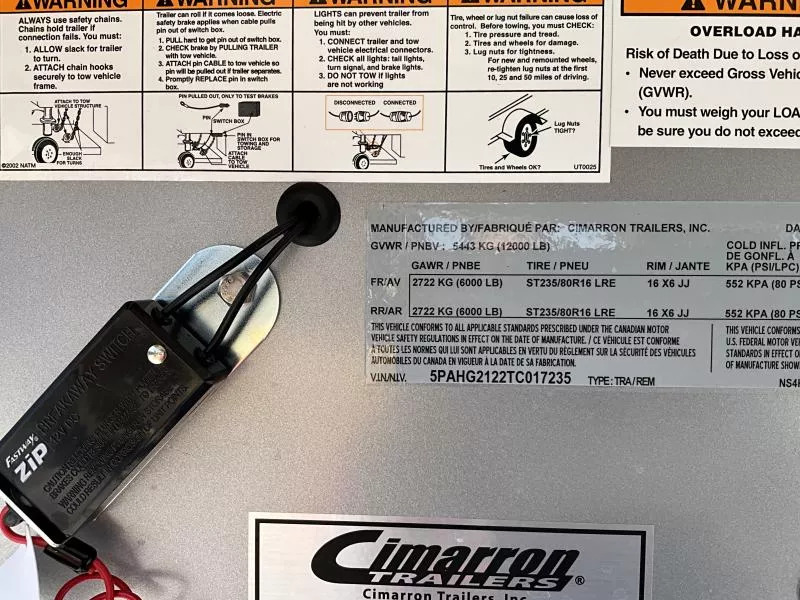 WARNING
ALWAYS use safety chains.
Chains hold trailer if
connection fails. You must:
1. ALLOW slack for trailer
to turn.
2. ATTACH chain hooks
securely to tow vehicle
frame.
ATTACH TO TOW
VEHICLE STRUCTURE
ENOUGH
SLACK
FOR TURNS
©2002 NATM
WARNING
Trailer can roll if it comes loose. Electric
safety brake applies when cable pulls
pin out of switch box.
1. PULL hard to get pin out of switch box.
2. CHECK brake by PULLING TRAILER
with tow vehicle.
3. ATTACH pin CABLE to tow vehicle so
pin will be pulled out if trailer separates.
4. Promptly REPLACE pin in switch
box.
PIN PULLED OUT, ONLY TO TEST BRAKES
PIN
SWITCH BOX
PIN IN
SWITCH BOX FOR
TOWING AND
STORAGE
ATTACH
CABLE
TO TOW
VEHICLE
WARNING
LIGHTS can prevent trailer from
being hit by other vehicles.
You must:
1. CONNECT trailer and tow
vehicle electrical connectors.
2. CHECK all lights: tail lights,
turn signal, and brake lights.
3. DO NOT TOW if lights
are not working
DISCONNECTED
CONNECTED
WARNING
Tire, wheel or lug nut failure can cause loss of
control. Before towing, you must CHECK:
1. Tire pressure and tread.
2. Tires and wheels for damage.
3. Lug nuts for tightness.
For new and remounted wheels,
re-tighten lug nuts at the first
10, 25 and 50 miles of driving.
Lug Nuts
TIGHT?
Tires and Wheels OK?
UT0025
WARN
OVERLOAD HA
Risk of Death Due to Loss o
• Never exceed Gross Vehic
(GVWR).
• You must weigh your LOA
be sure you do not exceed
MANUFACTURED BY/FABRIQUÉ PAR: CIMARRON TRAILERS, INC. DA
GVWR / PNBV : 5443 KG (12000 LB)
COLD INFL. PR
DE GONFL. À
GAWR / PNBE TIRE / PNEU RIM / JANTE KPA (PSI/LPC)
FR/AV 2722 KG (6000 LB) ST235/80R16 LRE 16 X6 JJ 552 KPA (80 PS
RR/AR 2722 KG (6000 LB) ST235/80R16 LRE 16 X6 JJ 552 KPA (80 PS
THIS VEHICLE CONFORMS TO ALL APPLICABLE STANDARDS PRESCRIBED UNDER THE CANADIAN MOTOR
VEHICLE SAFETY REGULATIONS IN EFFECT ON THE DATE OF MANUFACTURE. / CE VÉHICULE EST CONFORME
À TOUTES LES NORMES QUI LUI SONT APPLICABLES EN VERTU DU RÈGLEMENT SUR LA SÉCURITÉ DES VÉHICULES
AUTOMOBILES DU CANADA EN VIGUEUR À LA DATE DE SA FABRICATION.
THIS VEHICLE CONFORMS
U.S. FEDERAL MOTOR VEH
STANDARDS IN EFFECT O
OF MANUFACTURE SHOW
V.I.N./N.I.V. 5PAHG2122TC017235 TYPE: TRA/REM NS4H
FASTWAY®
ZiP
BREAKAWAY SWITCH
12V DC
Cimarron
TRAILERS®
Cimarron Trailers, Inc.